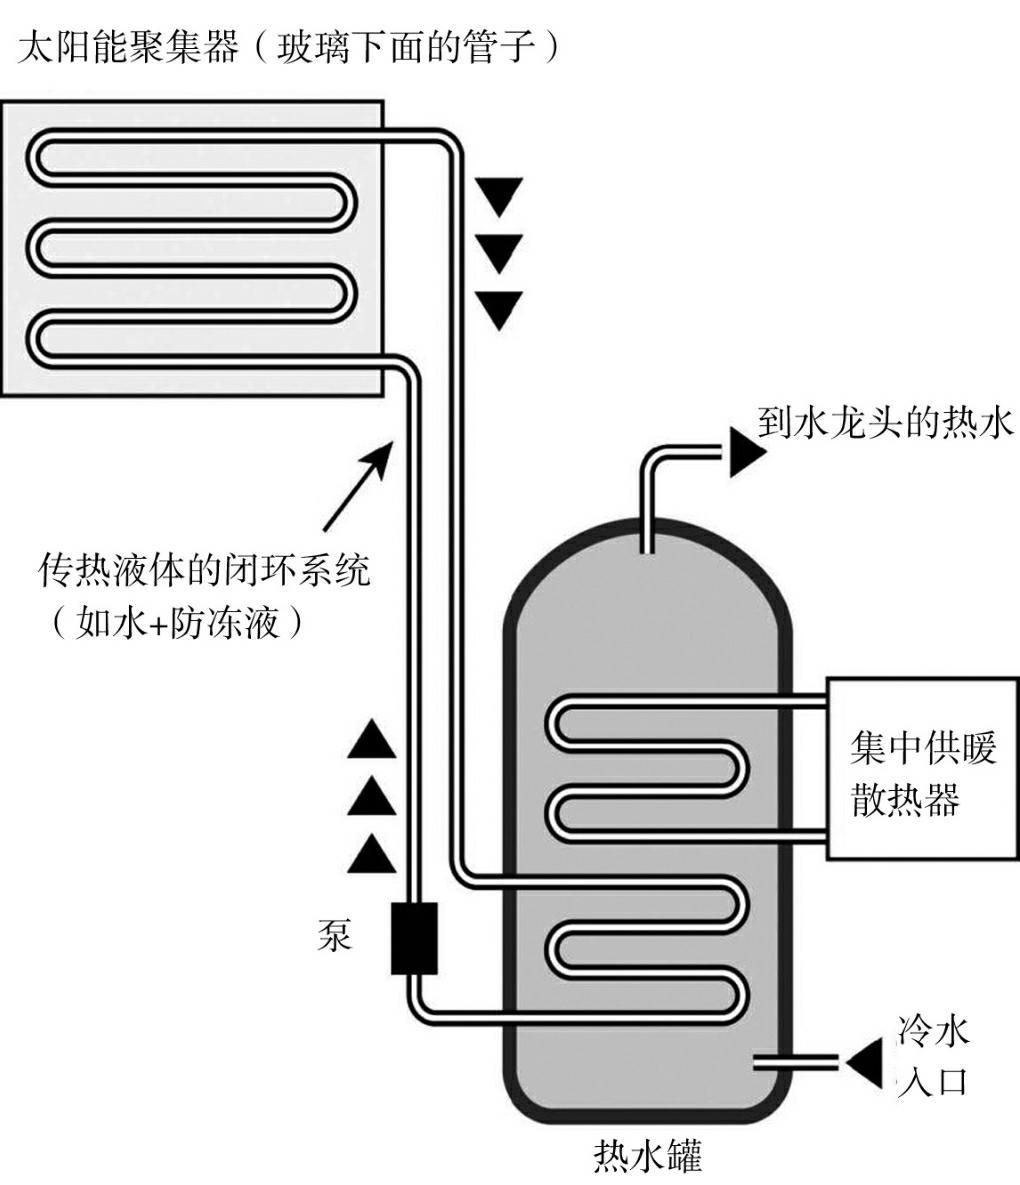 太阳能聚集器（玻璃下面的管子）
到水龙头的热水
传热液体的闭环系统
（如水+防冻液）
集中供暖
散热器
泵
冷水
入口
热水罐